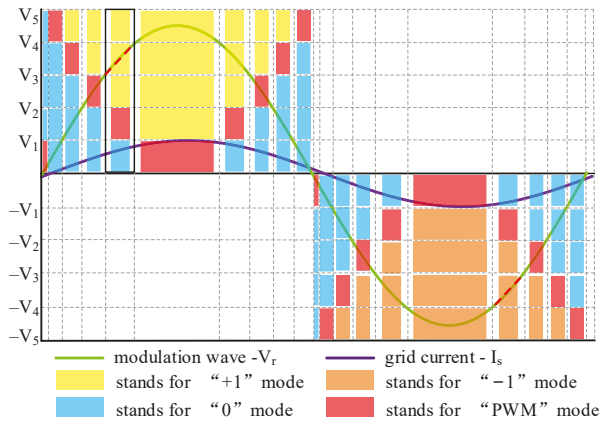 V₅
V₄
V₃
V₂
V₁
−V₁
−V₂
−V₃
−V₄
−V₅
modulation wave -Vᵣ
grid current - Iₛ
stands for “+1” mode
stands for “−1” mode
stands for “0” mode
stands for “PWM” mode